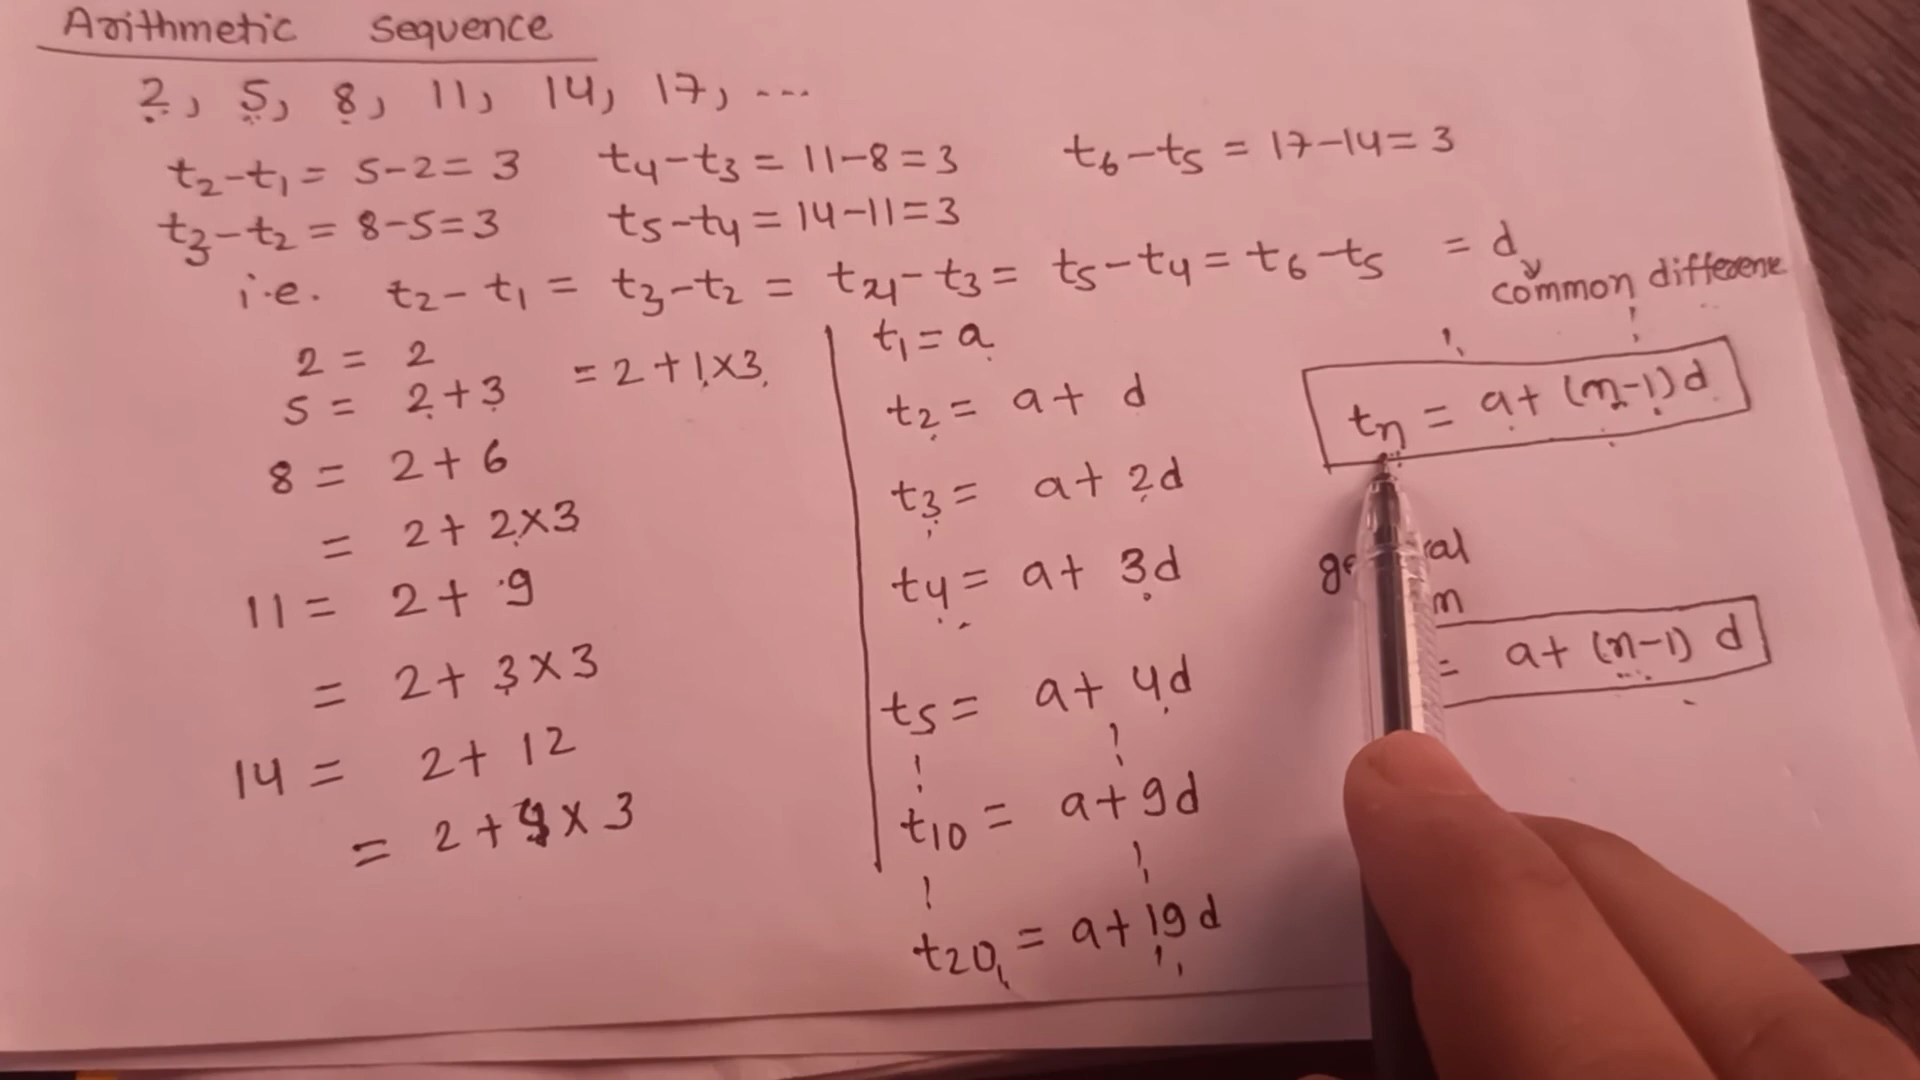 Arithmetic sequence
2, 5, 8, 11, 14, 17, ...
t2-t1 = 5-2 = 3
t4-t3 = 11-8 = 3
t6-t5 = 17-14 = 3
t3-t2 = 8-5 = 3
t5-t4 = 14-11 = 3
i.e. t2-t1 = t3-t2 = t4-t3 = t5-t4 = t6-t5 = d
common difference
2 = 2
5 = 2+3 = 2+1×3
8 = 2+6
= 2+2×3
11 = 2+9
= 2+3×3
14 = 2+12
= 2+4×3
t1 = a
t2 = a+ d
t3 = a+ 2d
t4 = a+ 3d
t5 = a+ 4d
t10 = a+9d
t20 = a+19d
tn = a+(n-1)d
= a+(n-1) d